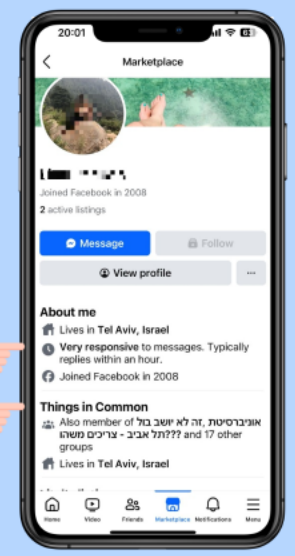 20:01
Marketplace
Joined Facebook in 2008
2 active listings
Message
Follow
View profile
About me
Lives in Tel Aviv, Israel
Very responsive to messages. Typically
replies within an hour.
Joined Facebook in 2008
Things in Common
Also member of אוניברסיטת ,זה לא יושב בול
תל אביב - צריכים משהו??? and 17 other
groups
Lives in Tel Aviv, Israel
Home Video Friends Marketplace Notifications Menu